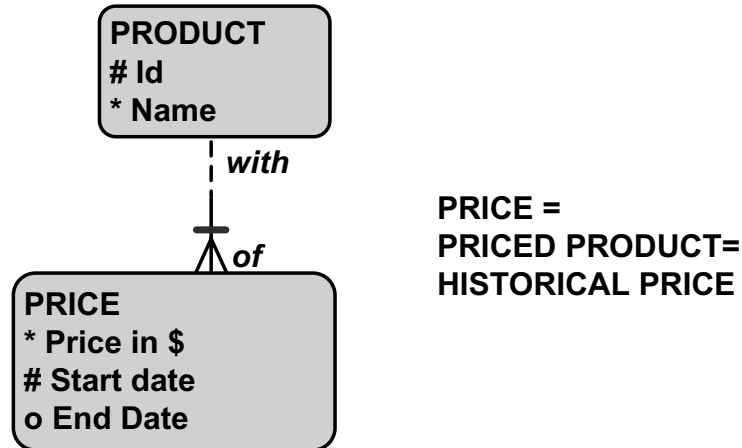 PRODUCT
# Id
* Name
with
of
PRICE
* Price in $
# Start date
o End Date
PRICE =
PRICED PRODUCT=
HISTORICAL PRICE